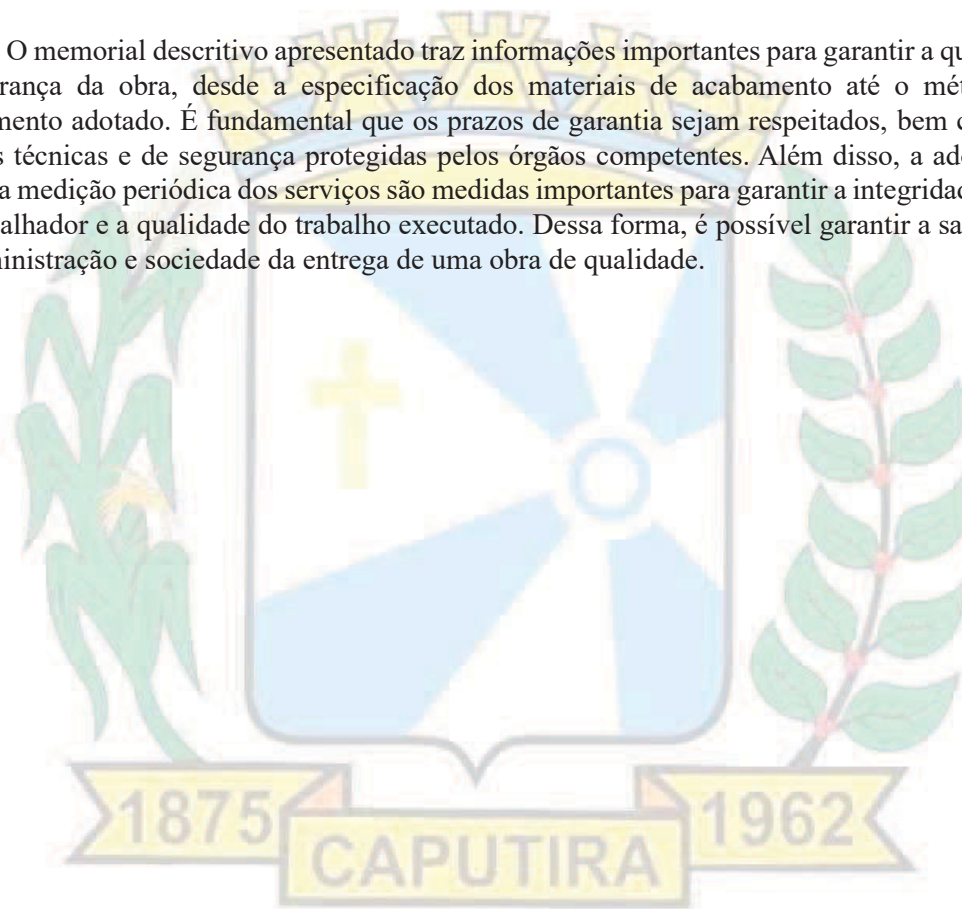 O memorial descritivo apresentado traz informações importantes para garantir a qu
rança da obra, desde a especificação dos materiais de acabamento até o mét
mento adotado. É fundamental que os prazos de garantia sejam respeitados, bem c
s técnicas e de segurança protegidas pelos órgãos competentes. Além disso, a ad
a medição periódica dos serviços são medidas importantes para garantir a integridad
alhador e a qualidade do trabalho executado. Dessa forma, é possível garantir a sa
ministração e sociedade da entrega de uma obra de qualidade.
1875
CAPUTIRA
1962